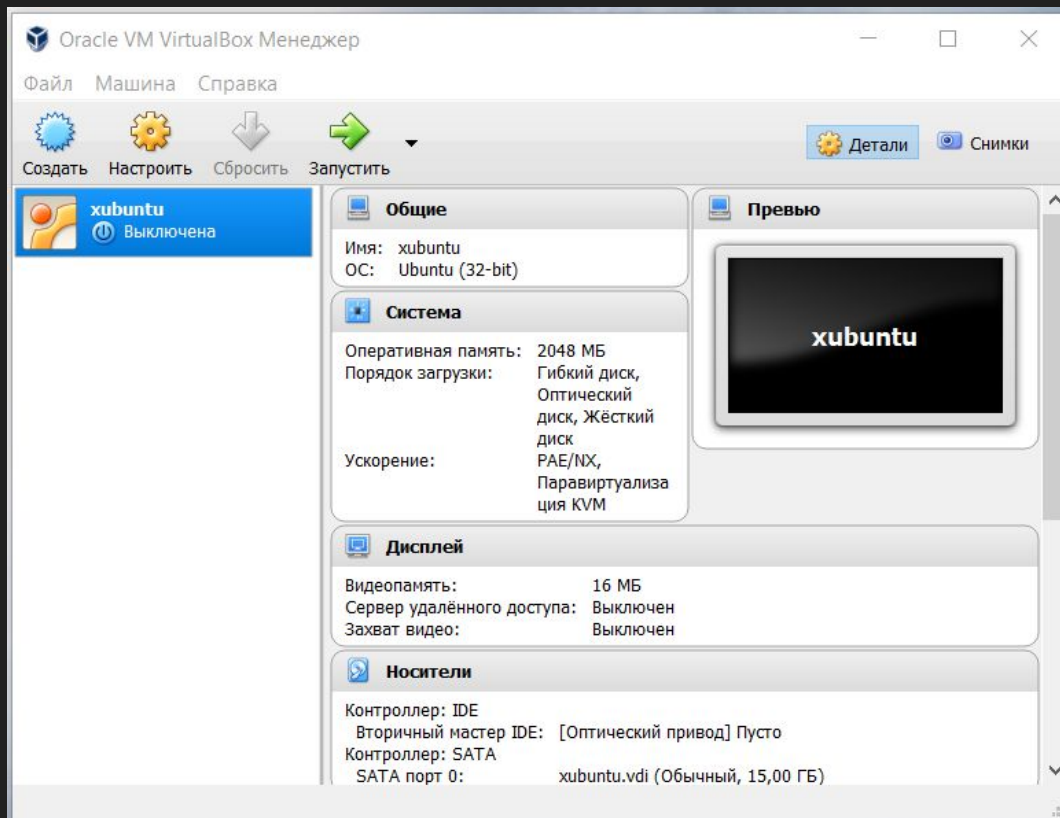 Oracle VM VirtualBox Менеджер
Файл Машина Справка
Создать Настроить Сбросить Запустить
Детали Снимки
xubuntu
Выключена
Общие
Имя: xubuntu
ОС: Ubuntu (32-bit)
Система
Оперативная память: 2048 МБ
Порядок загрузки: Гибкий диск,
Оптический
диск, Жёсткий
диск
Ускорение: PAE/NX,
Паравиртуализа
ция KVM
Превью
xubuntu
Дисплей
Видеопамять: 16 МБ
Сервер удалённого доступа: Выключен
Захват видео: Выключен
Носители
Контроллер: IDE
Вторичный мастер IDE: [Оптический привод] Пусто
Контроллер: SATA
SATA порт 0: xubuntu.vdi (Обычный, 15,00 ГБ)